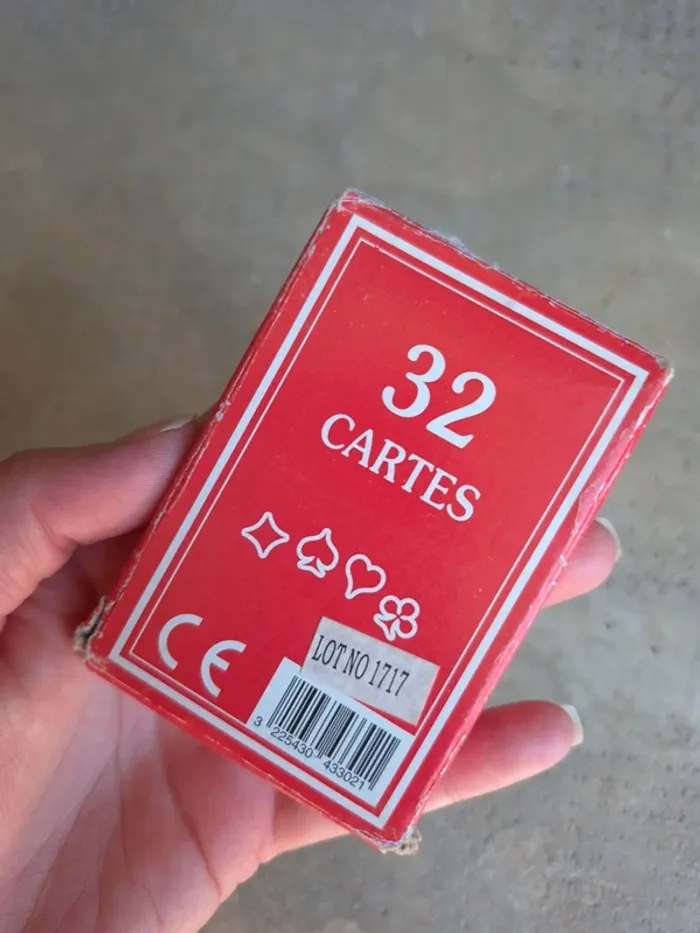 32
CARTES
CE
LOT NO 1717
3 225430 433021